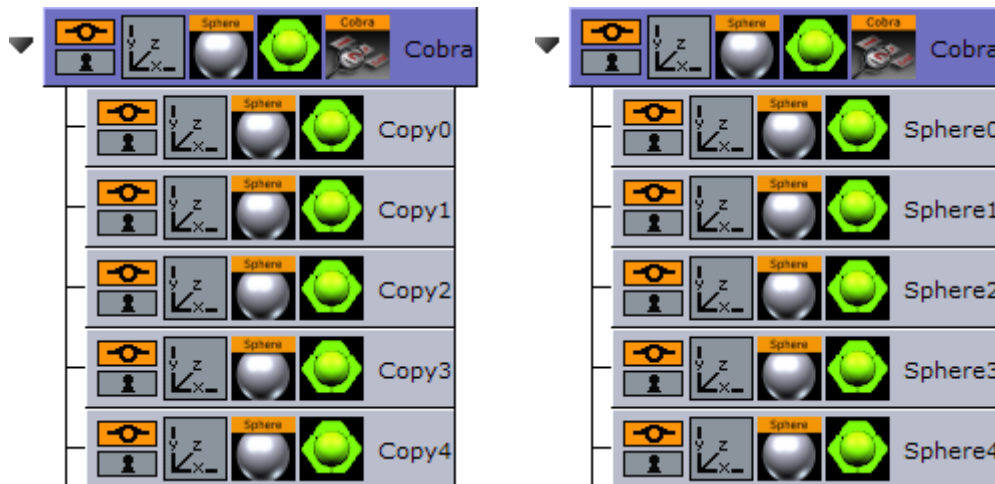 Sphere Cobra Cobra
Sphere Copy0
Sphere Copy1
Sphere Copy2
Sphere Copy3
Sphere Copy4
Sphere Cobra Cobra
Sphere Sphere0
Sphere Sphere1
Sphere Sphere2
Sphere Sphere3
Sphere Sphere4